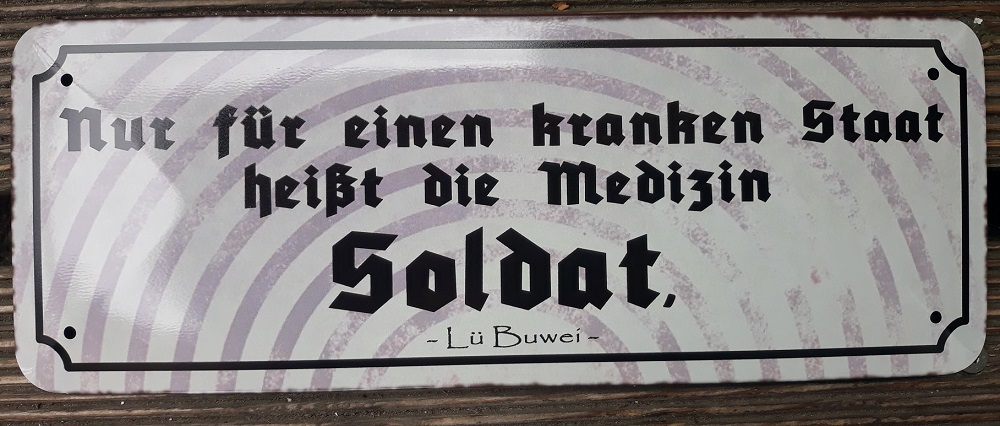 Nur für einen kranken Staat
heißt die Medizin
Soldat,
~ Lü Buwei ~